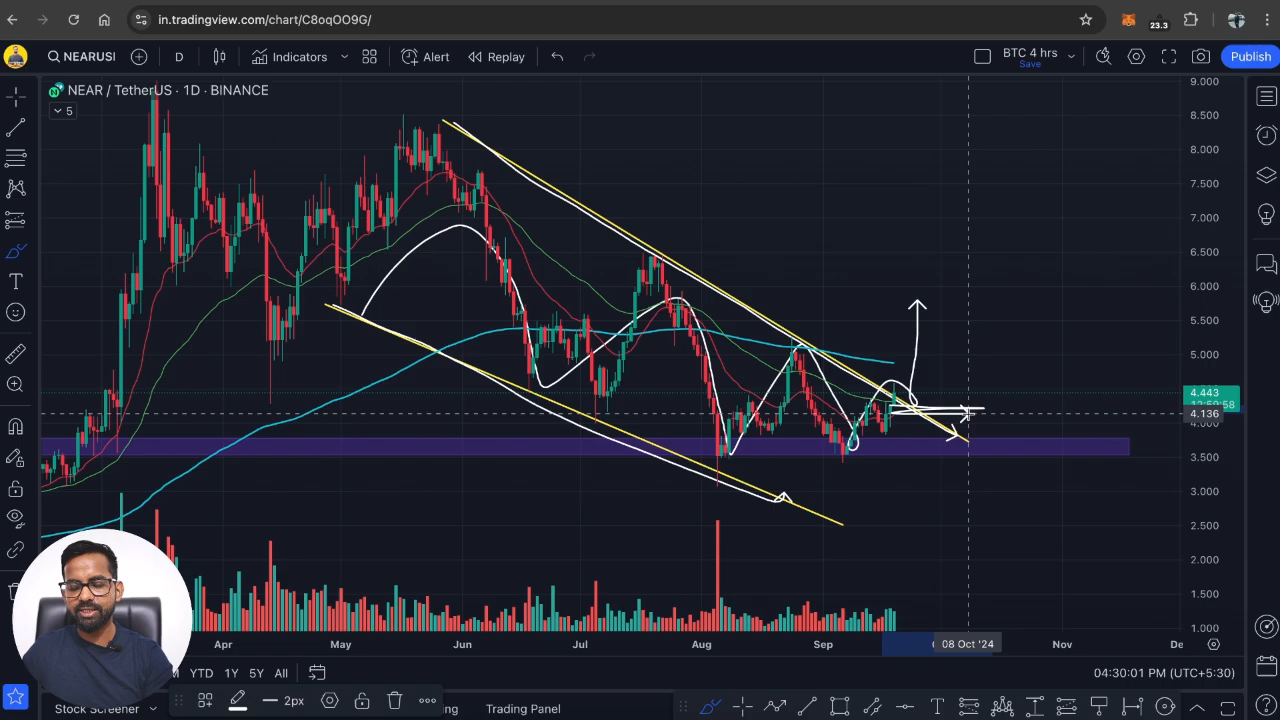 in.tradingview.com/chart/C8oqOO9G/
23.3
NEARUSI
D
Indicators
Alert
Replay
BTC 4 hrs
Save
Publish
NEAR / TetherUS · 1D · BINANCE
5
9.000
8.500
8.000
7.500
7.000
6.500
6.000
5.500
5.000
4.443
4.136
4.000
3.500
3.000
2.500
2.000
1.500
1.000
Apr
May
Jun
Jul
Aug
Sep
08 Oct '24
Nov
De
YTD
1Y
5Y
All
04:30:01 PM (UTC+5:30)
2px
Stock Screener
Trading Panel